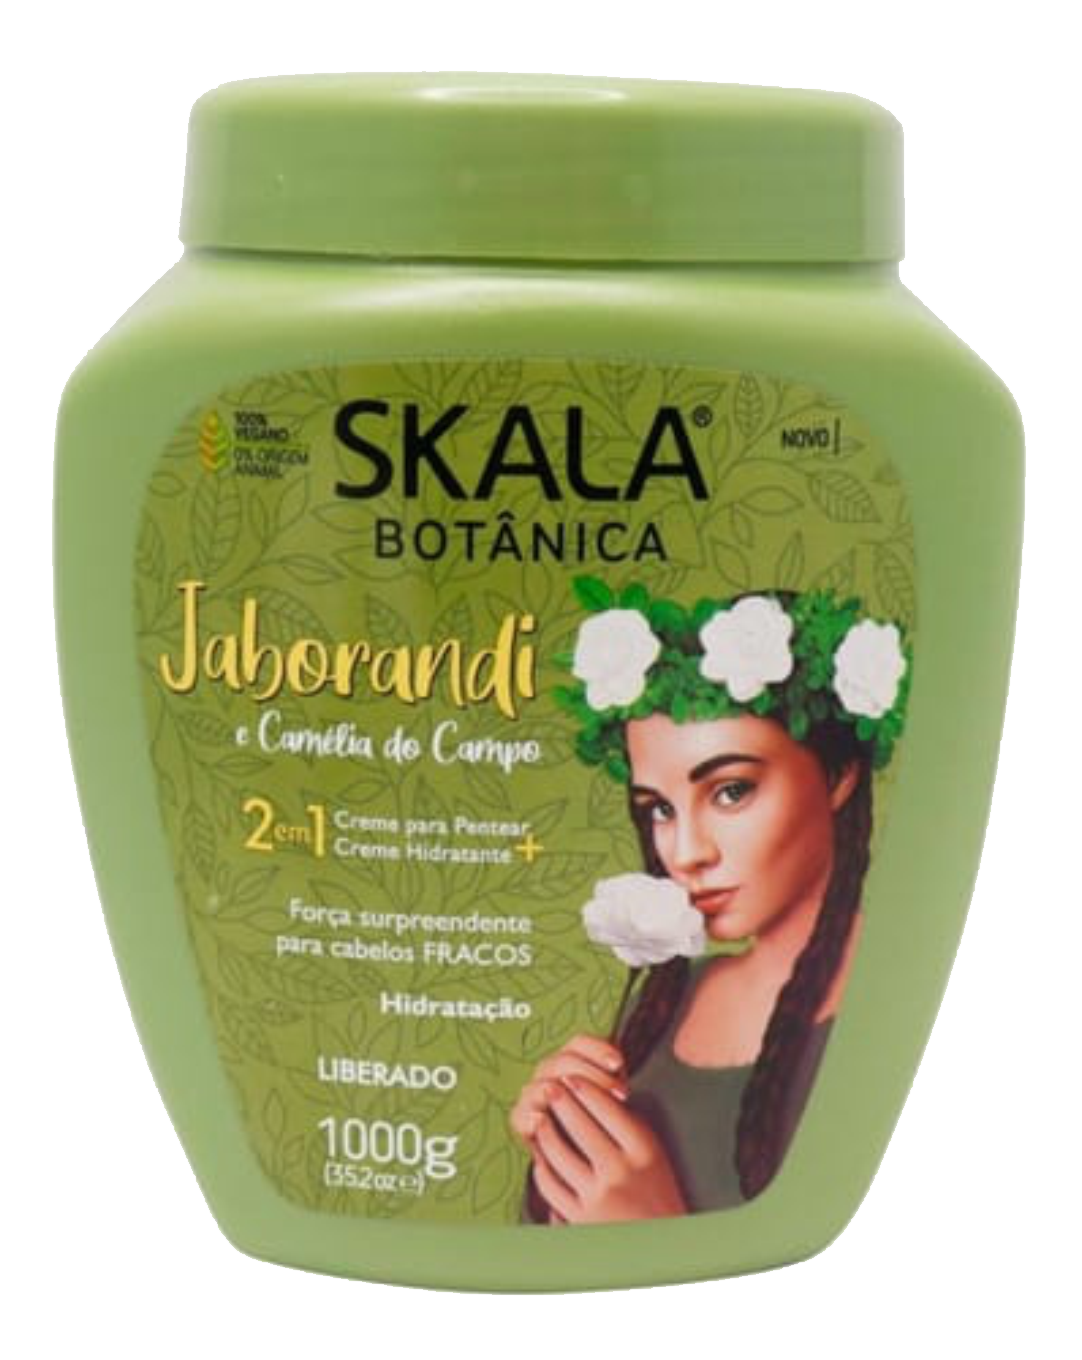 100%
VEGANO
0% ORIGEM
ANIMAL
SKALA®
NOVO
BOTÂNICA
Jaborandi
e Camélia do Campo
2em1 Creme para Pentear
Creme Hidratante +
Força surpreendente
para cabelos FRACOS
Hidratação
LIBERADO
1000g
(35.2oz ℮)